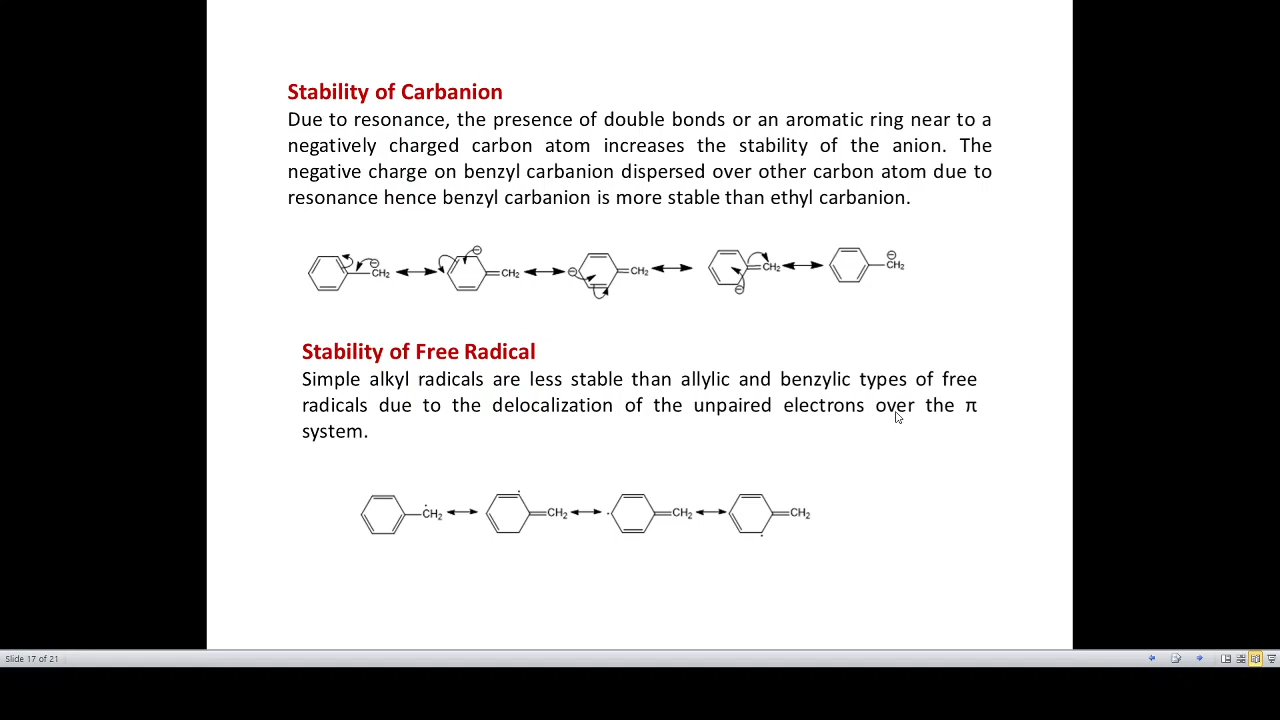 Stability of Carbanion
Due to resonance, the presence of double bonds or an aromatic ring near to a
negatively charged carbon atom increases the stability of the anion. The
negative charge on benzyl carbanion dispersed over other carbon atom due to
resonance hence benzyl carbanion is more stable than ethyl carbanion.
CH₂ CH₂ CH₂ CH₂ CH₂
Stability of Free Radical
Simple alkyl radicals are less stable than allylic and benzylic types of free
radicals due to the delocalization of the unpaired electrons over the π
system.
ĊH₂ CH₂ CH₂ CH₂
Slide 17 of 21